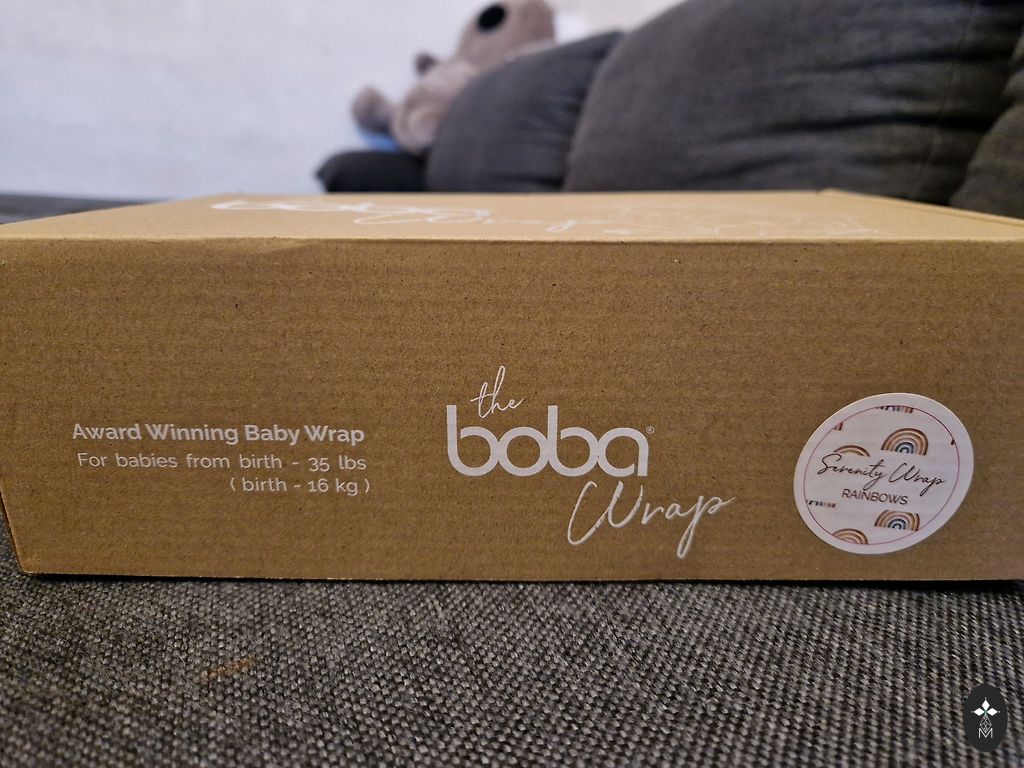 Award Winning Baby Wrap
For babies from birth - 35 lbs
( birth - 16 kg )
the
boba®
Wrap
Serenity Wrap
RAINBOWS
M